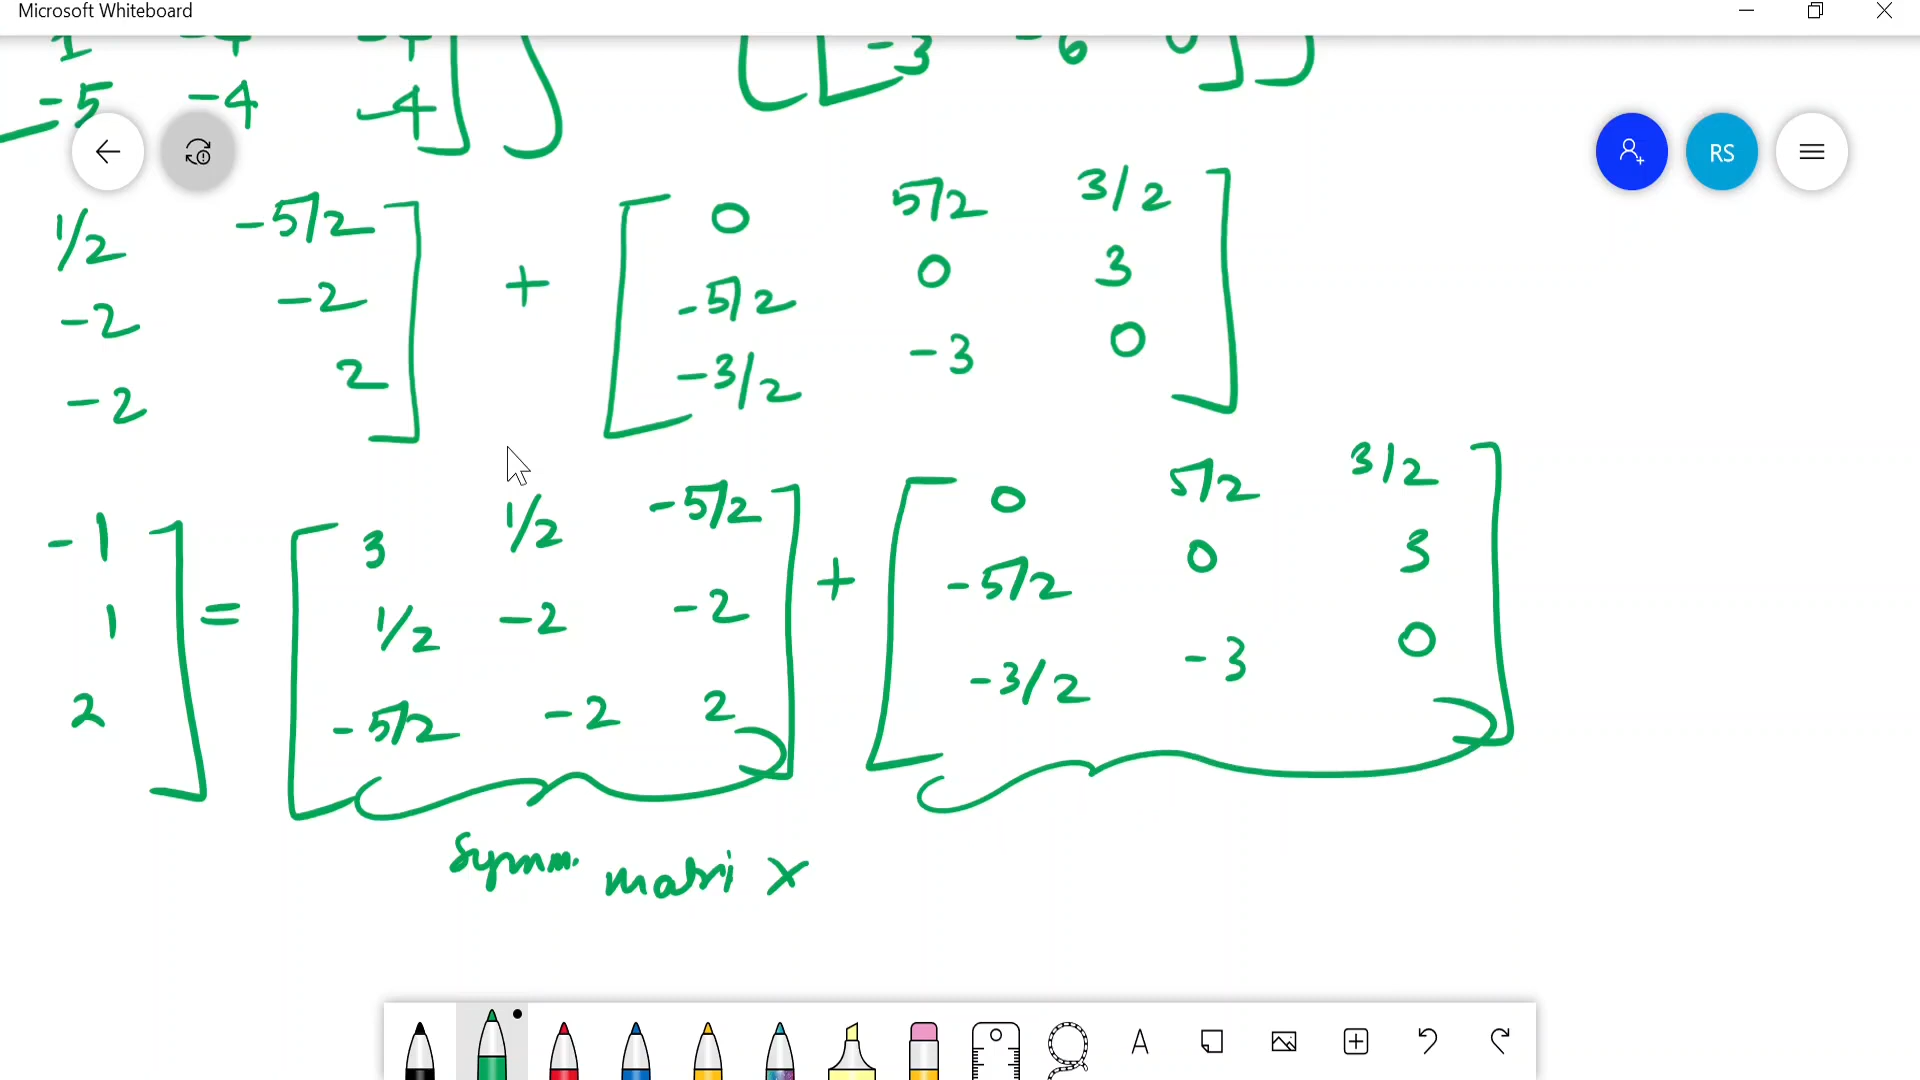 Microsoft Whiteboard
-5 -4 4 -3 -6 0
RS
1/2 -5/2 + 0 5/2 3/2
-2 -2 -5/2 0 3
-2 2 -3/2 -3 0
-1 3 1/2 -5/2 0 5/2 3/2
1 = 1/2 -2 -2 + -5/2 0 3
2 -5/2 -2 2 -3/2 -3 0
Symm. matrix
A